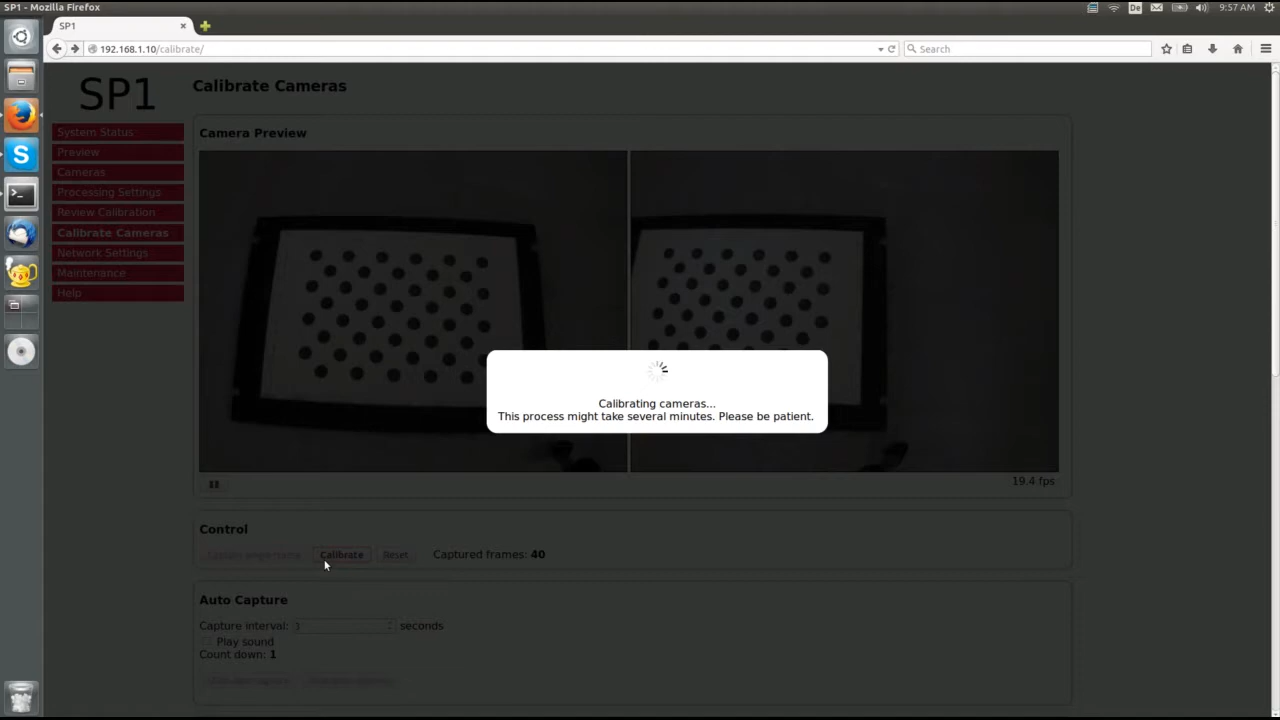 SP1 - Mozilla Firefox
De
9:57 AM
SP1
192.168.1.10/calibrate/
Search
SP1
Calibrate Cameras
System Status
Preview
Cameras
Processing Settings
Review Calibration
Calibrate Cameras
Network Settings
Maintenance
Help
Camera Preview
Calibrating cameras...
This process might take several minutes. Please be patient.
19.4 fps
Control
Calibrate
Reset
Captured frames: 40
Auto Capture
Capture interval:
seconds
Play sound
Count down: 1